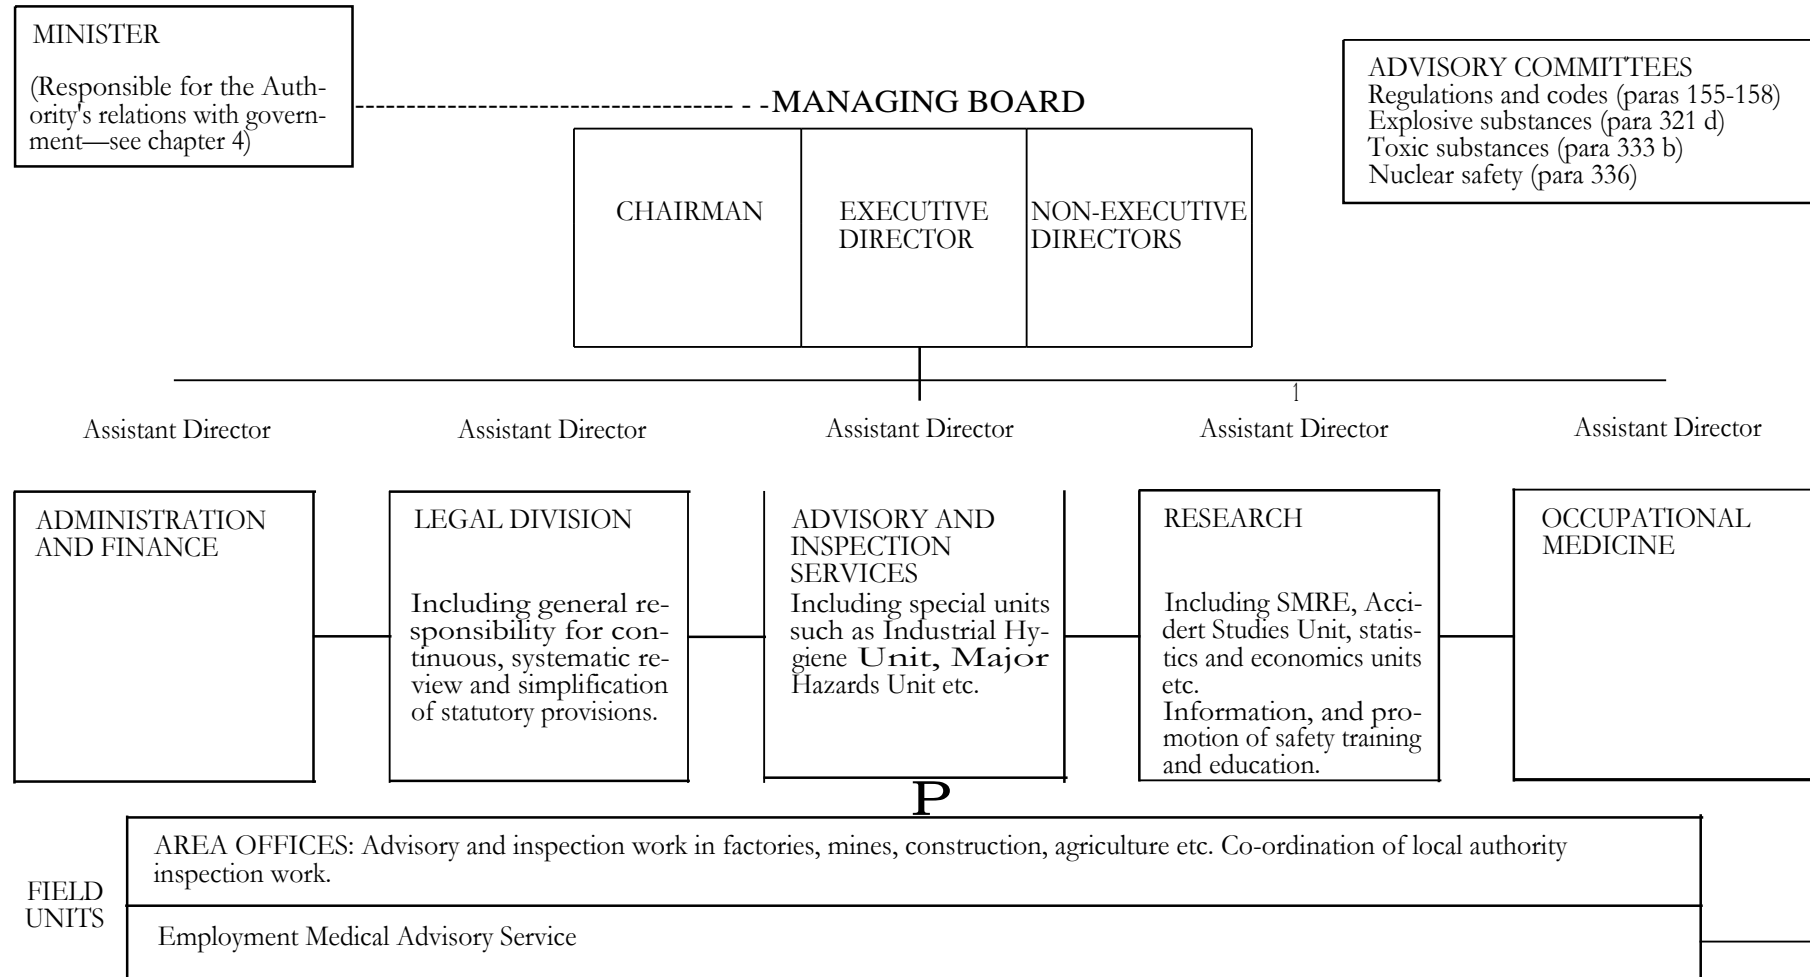 MINISTER
(Responsible for the Auth-
ority's relations with govern-
ment—see chapter 4)
MANAGING BOARD
ADVISORY COMMITTEES
Regulations and codes (paras 155-158)
Explosive substances (para 321 d)
Toxic substances (para 333 b)
Nuclear safety (para 336)
CHAIRMAN
EXECUTIVE
DIRECTOR
NON-EXECUTIVE
DIRECTORS
1
Assistant Director
Assistant Director
Assistant Director
Assistant Director
Assistant Director
ADMINISTRATION
AND FINANCE
LEGAL DIVISION
Including general re-
sponsibility for con-
tinuous, systematic re-
view and simplification
of statutory provisions.
ADVISORY AND
INSPECTION
SERVICES
Including special units
such as Industrial Hy-
giene Unit, Major
Hazards Unit etc.
RESEARCH
Including SMRE, Acci-
dert Studies Unit, statis-
tics and economics units
etc.
Information, and pro-
motion of safety training
and education.
OCCUPATIONAL
MEDICINE
P
FIELD
UNITS
AREA OFFICES: Advisory and inspection work in factories, mines, construction, agriculture etc. Co-ordination of local authority
inspection work.
Employment Medical Advisory Service